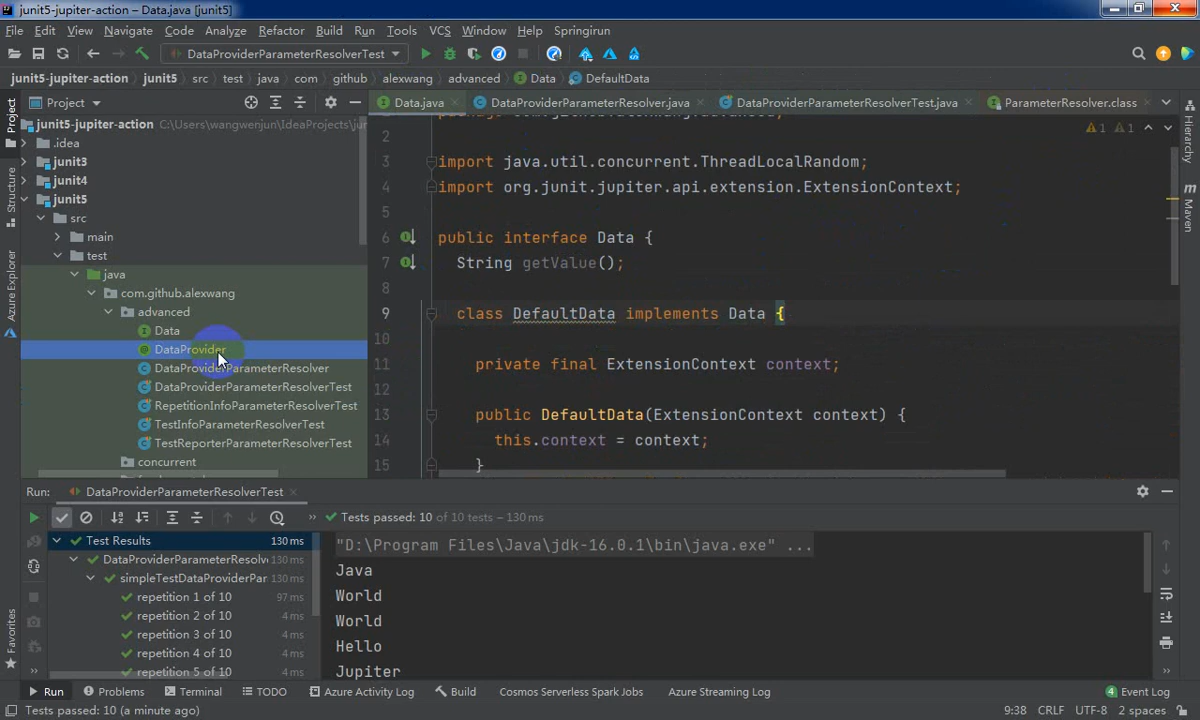 junit5-jupiter-action – Data.java [junit5]
File Edit View Navigate Code Analyze Refactor Build Run Tools VCS Window Help Springirun
DataProviderParameterResolverTest
junit5-jupiter-action junit5 src test java com github alexwang advanced Data DefaultData
Project
Data.java DataProviderParameterResolver.java DataProviderParameterResolverTest.java ParameterResolver.class
junit5-jupiter-action C:\Users\wangwenjun\IdeaProjects\jun
.idea
junit3
junit4
junit5
src
main
test
java
com.github.alexwang
advanced
Data
DataProvider
DataProviderParameterResolver
DataProviderParameterResolverTest
RepetitionInfoParameterResolverTest
TestInfoParameterResolverTest
TestReporterParameterResolverTest
concurrent
1 1
2
3 import java.util.concurrent.ThreadLocalRandom;
4 import org.junit.jupiter.api.extension.ExtensionContext;
5
6 public interface Data {
7 String getValue();
8
9 class DefaultData implements Data {
10
11 private final ExtensionContext context;
12
13 public DefaultData(ExtensionContext context) {
14 this.context = context;
15 }
Project
Structure
Azure Explorer
Favorites
Hierarchy
Maven
Run: DataProviderParameterResolverTest
Tests passed: 10 of 10 tests – 130 ms
Test Results 130 ms
DataProviderParameterResolv 130 ms
simpleTestDataProviderPar 130 ms
repetition 1 of 10 97 ms
repetition 2 of 10 4 ms
repetition 3 of 10 4 ms
repetition 4 of 10 4 ms
repetition 5 of 10 4 ms
"D:\Program Files\Java\jdk-16.0.1\bin\java.exe" ...
Java
World
World
Hello
Jupiter
Run Problems Terminal TODO Azure Activity Log Build Cosmos Serverless Spark Jobs Azure Streaming Log 4 Event Log
Tests passed: 10 (a minute ago) 9:38 CRLF UTF-8 2 spaces